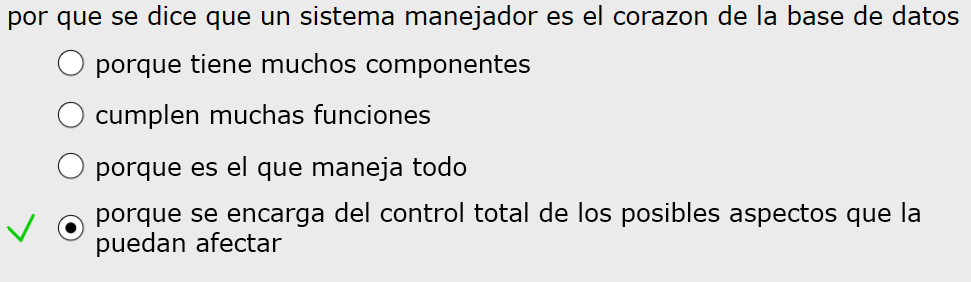 por que se dice que un sistema manejador es el corazon de la base de datos
porque tiene muchos componentes
cumplen muchas funciones
porque es el que maneja todo
porque se encarga del control total de los posibles aspectos que la
puedan afectar